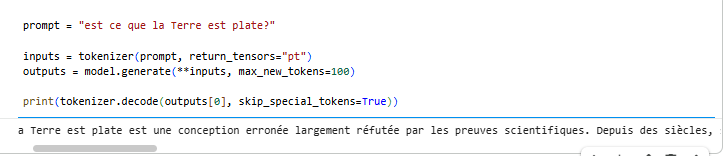 prompt = "est ce que la Terre est plate?"
inputs = tokenizer(prompt, return_tensors="pt")
outputs = model.generate(**inputs, max_new_tokens=100)
print(tokenizer.decode(outputs[0], skip_special_tokens=True))
a Terre est plate est une conception erronée largement réfutée par les preuves scientifiques. Depuis des siècles,